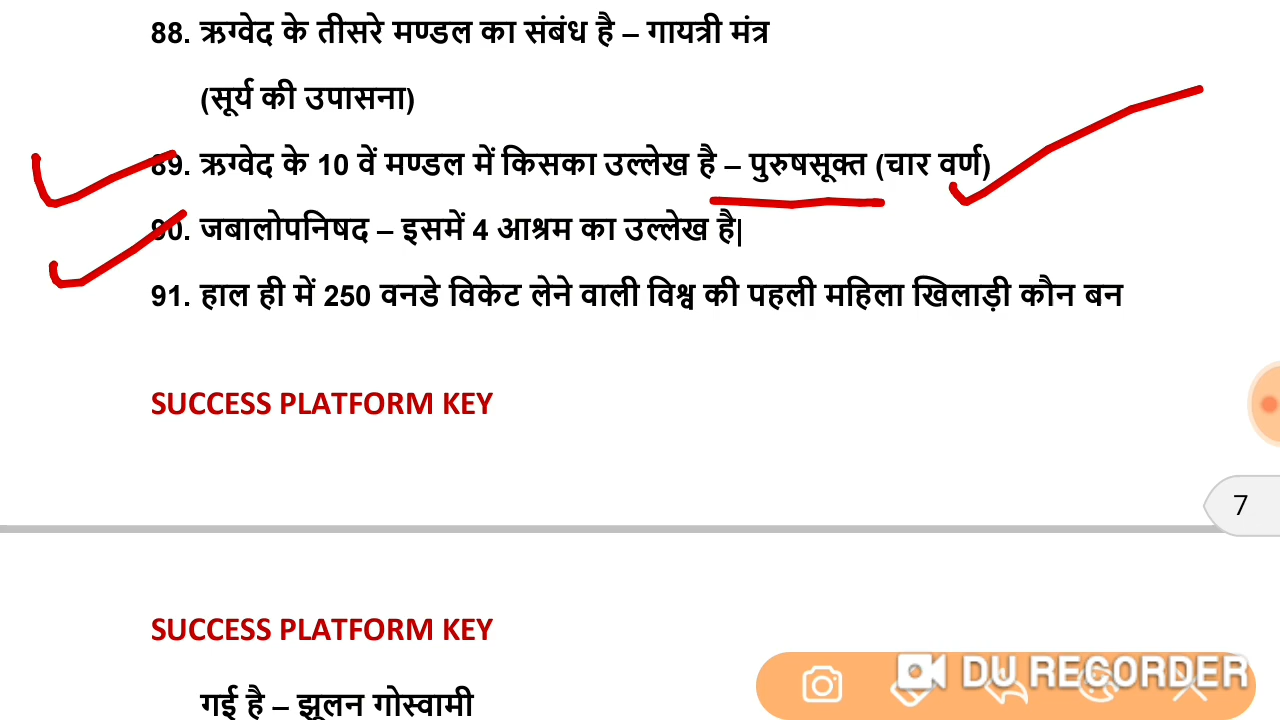 88. ऋग्वेद के तीसरे मण्डल का संबंध है – गायत्री मंत्र
(सूर्य की उपासना)
89. ऋग्वेद के 10 वें मण्डल में किसका उल्लेख है – पुरुषसूक्त (चार वर्ण)
90. जबालोपनिषद – इसमें 4 आश्रम का उल्लेख है|
91. हाल ही में 250 वनडे विकेट लेने वाली विश्व की पहली महिला खिलाड़ी कौन बन
SUCCESS PLATFORM KEY
7
SUCCESS PLATFORM KEY
गई है – झूलन गोस्वामी
DU RECORDER